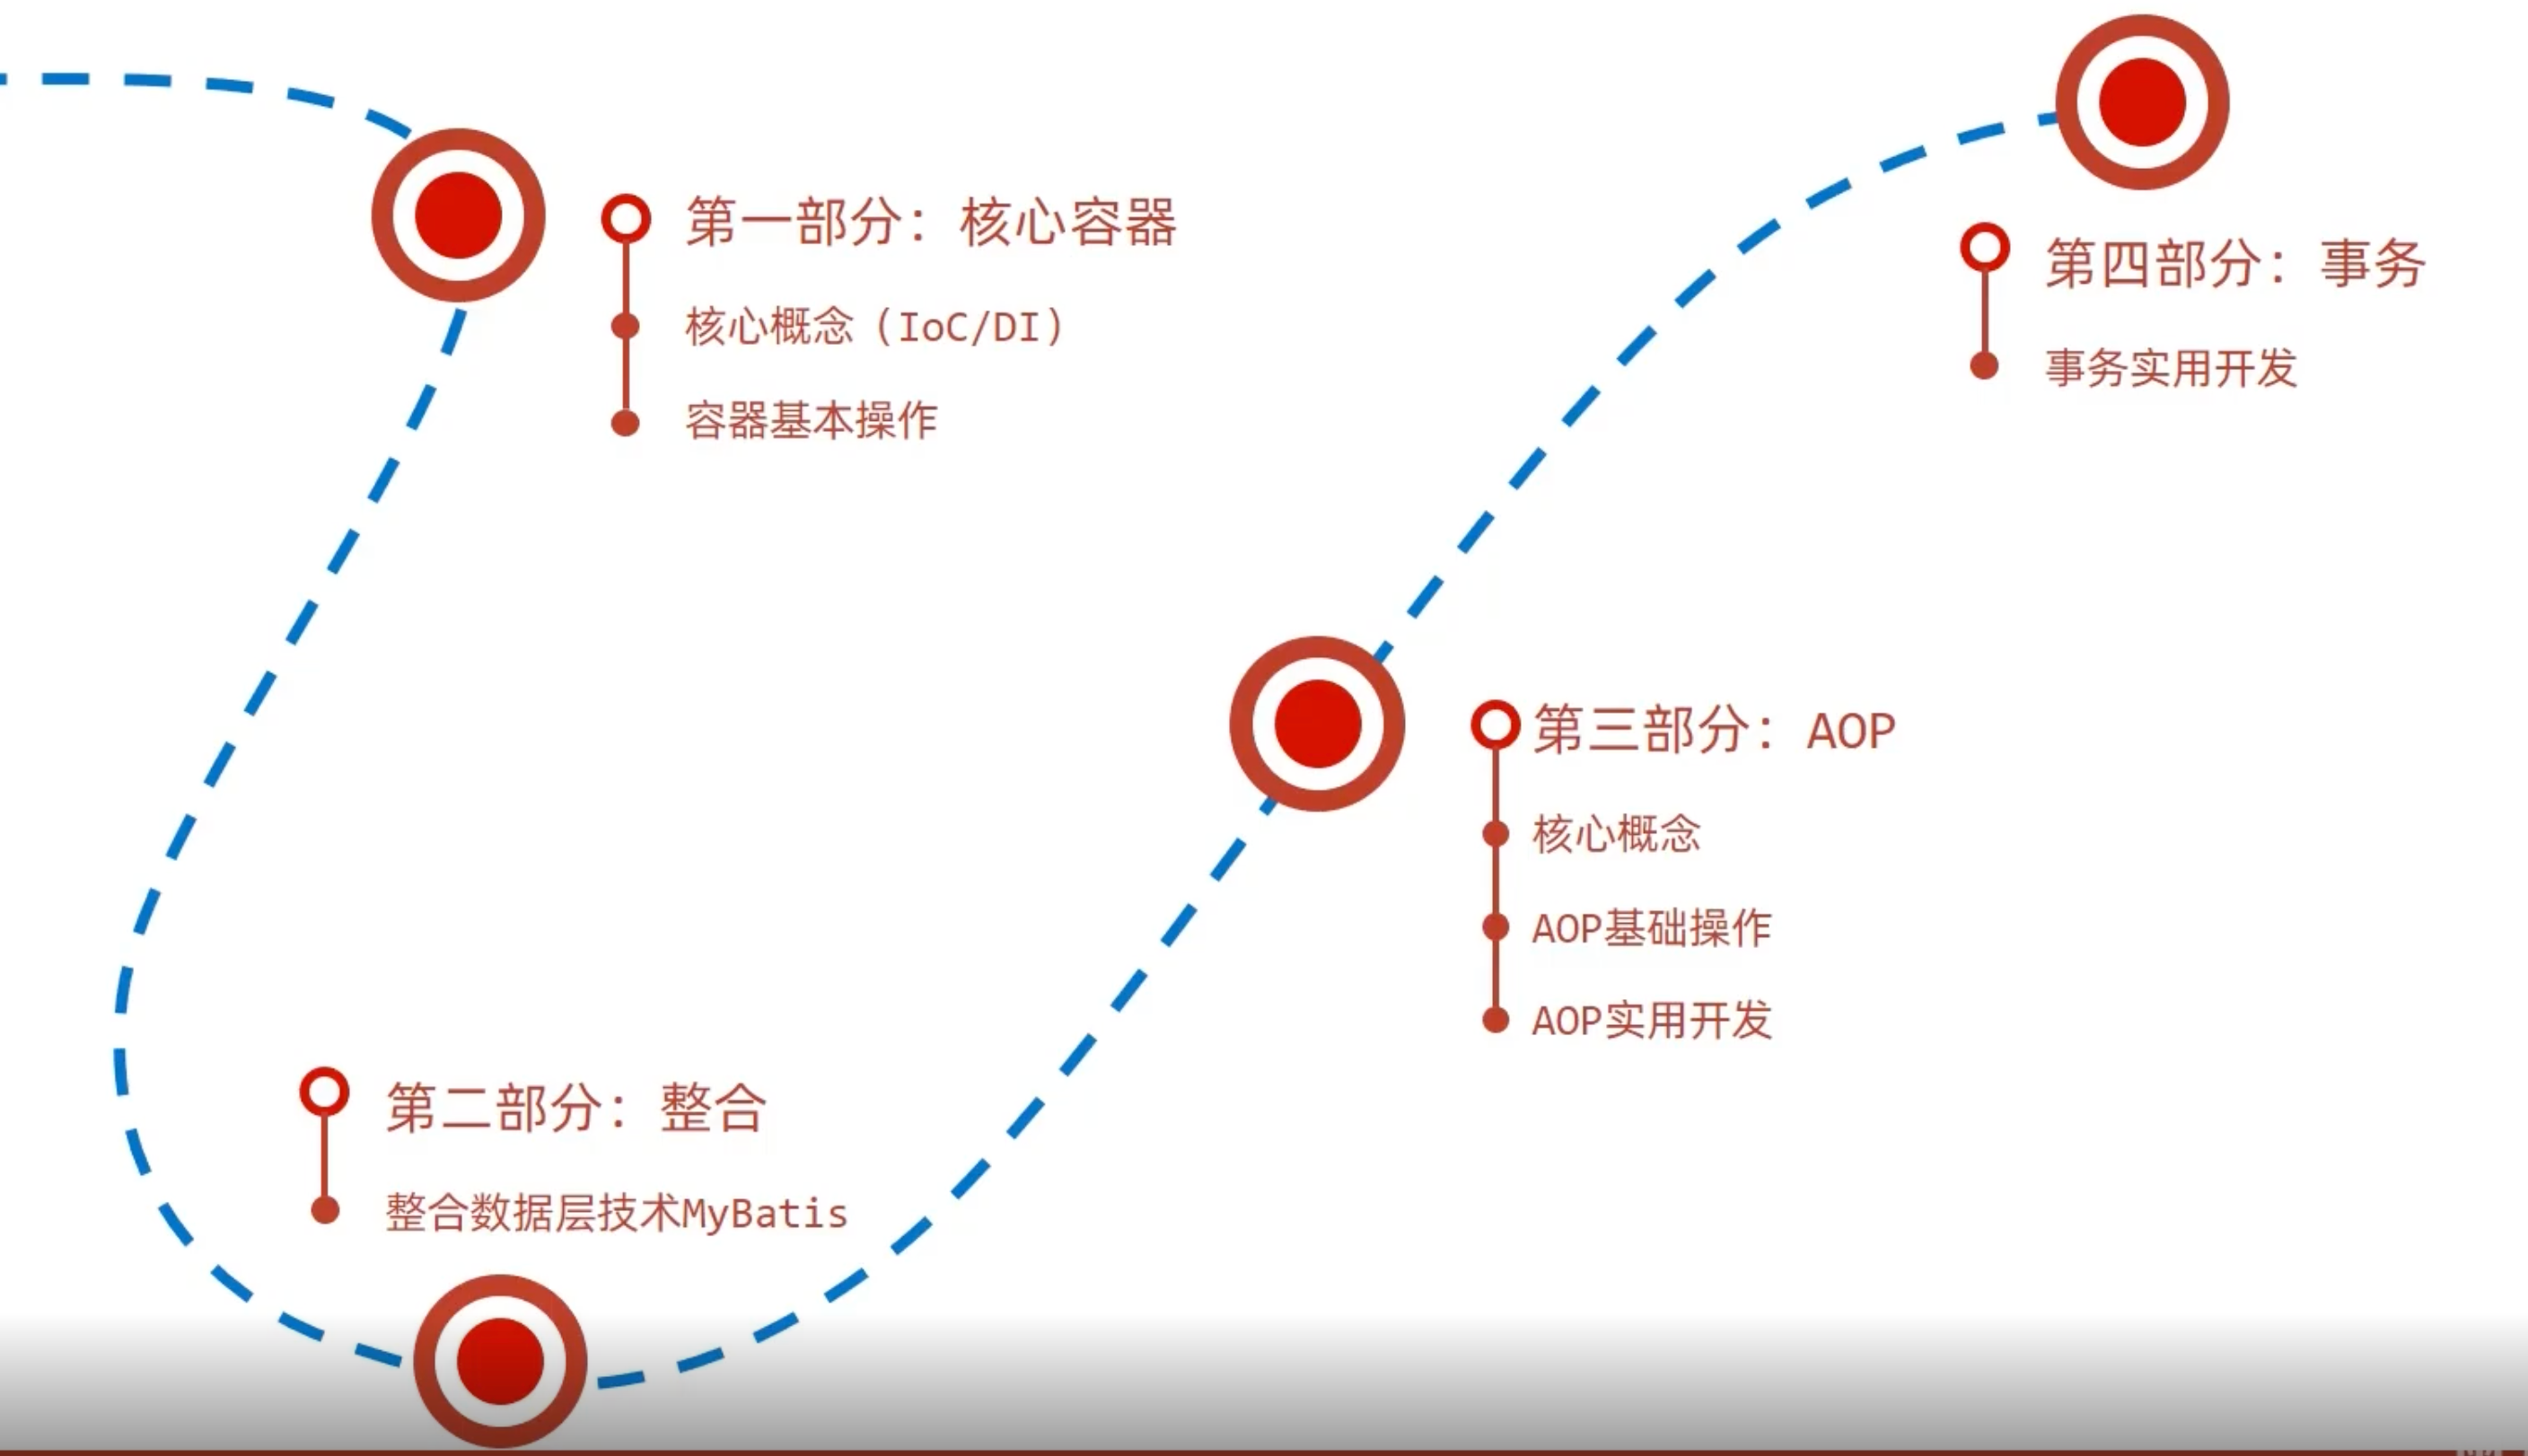 第一部分：核心容器
核心概念（IoC/DI）
容器基本操作
第二部分：整合
整合数据层技术MyBatis
第三部分：AOP
核心概念
AOP基础操作
AOP实用开发
第四部分：事务
事务实用开发